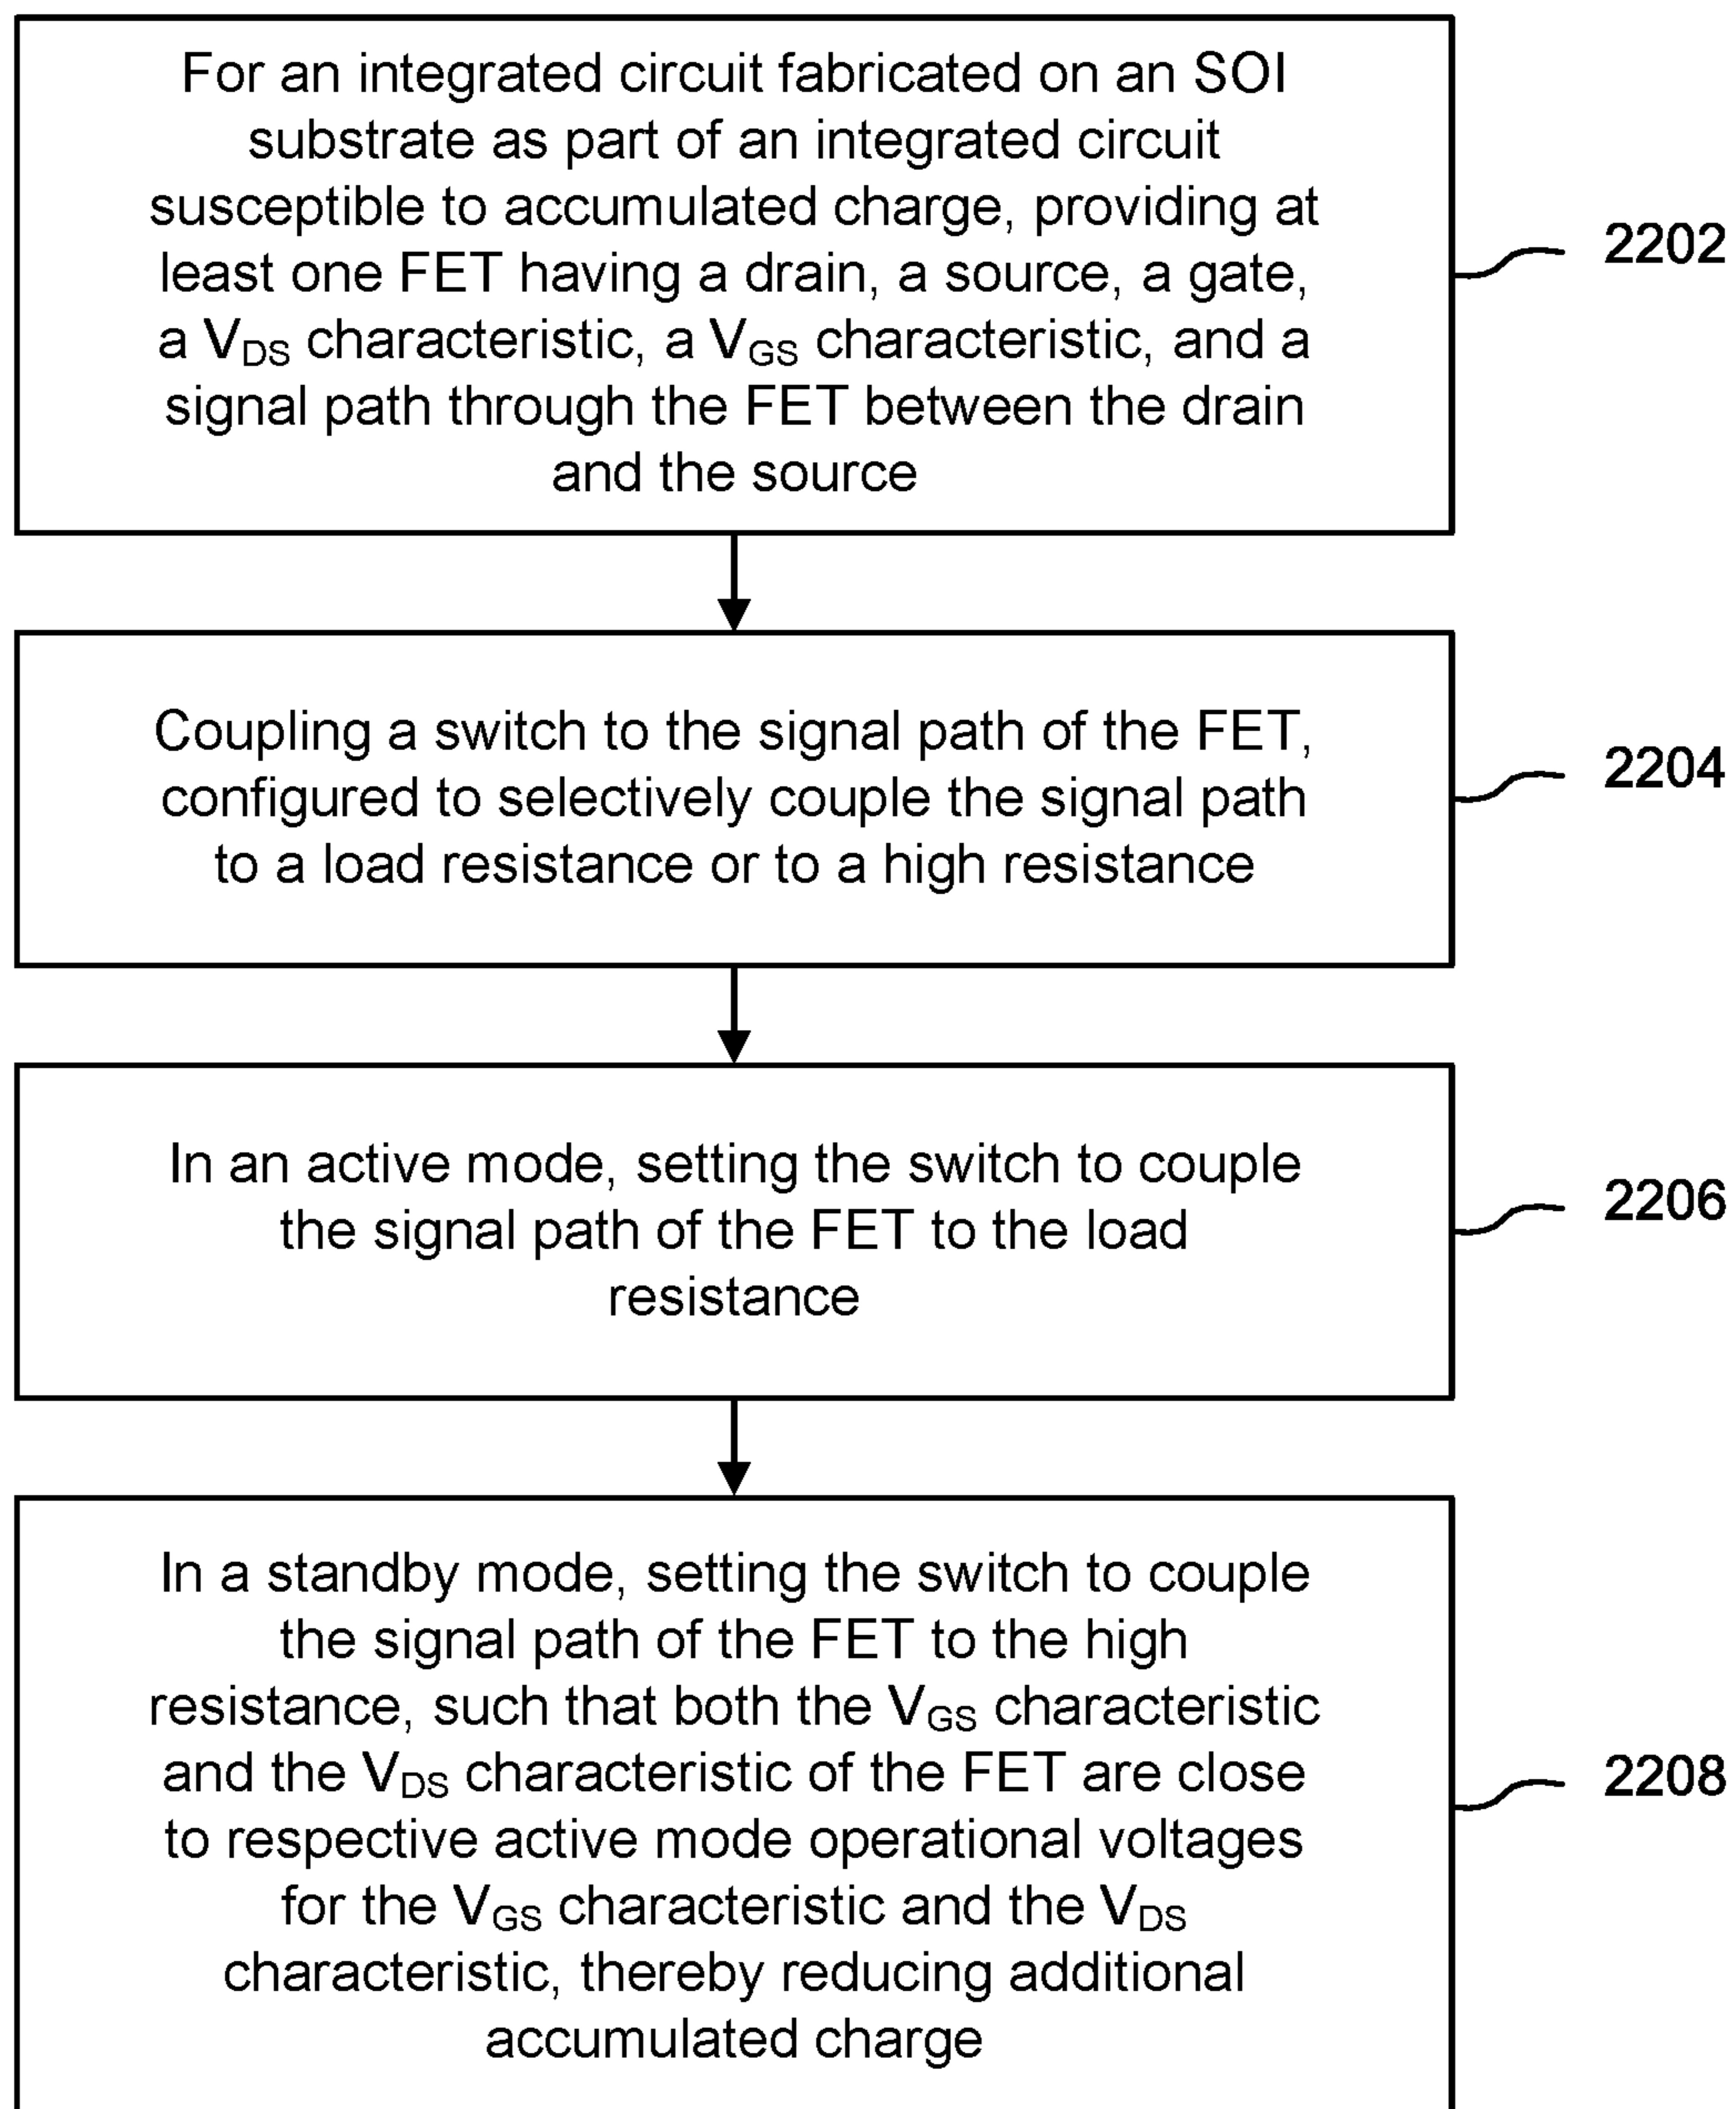 For an integrated circuit fabricated on an SOI
substrate as part of an integrated circuit
susceptible to accumulated charge, providing at
least one FET having a drain, a source, a gate,
a VDS characteristic, a VGS characteristic, and a
signal path through the FET between the drain
and the source
2202
Coupling a switch to the signal path of the FET,
configured to selectively couple the signal path
to a load resistance or to a high resistance
2204
In an active mode, setting the switch to couple
the signal path of the FET to the load
resistance
2206
In a standby mode, setting the switch to couple
the signal path of the FET to the high
resistance, such that both the VGS characteristic
and the VDS characteristic of the FET are close
to respective active mode operational voltages
for the VGS characteristic and the VDS
characteristic, thereby reducing additional
accumulated charge
2208